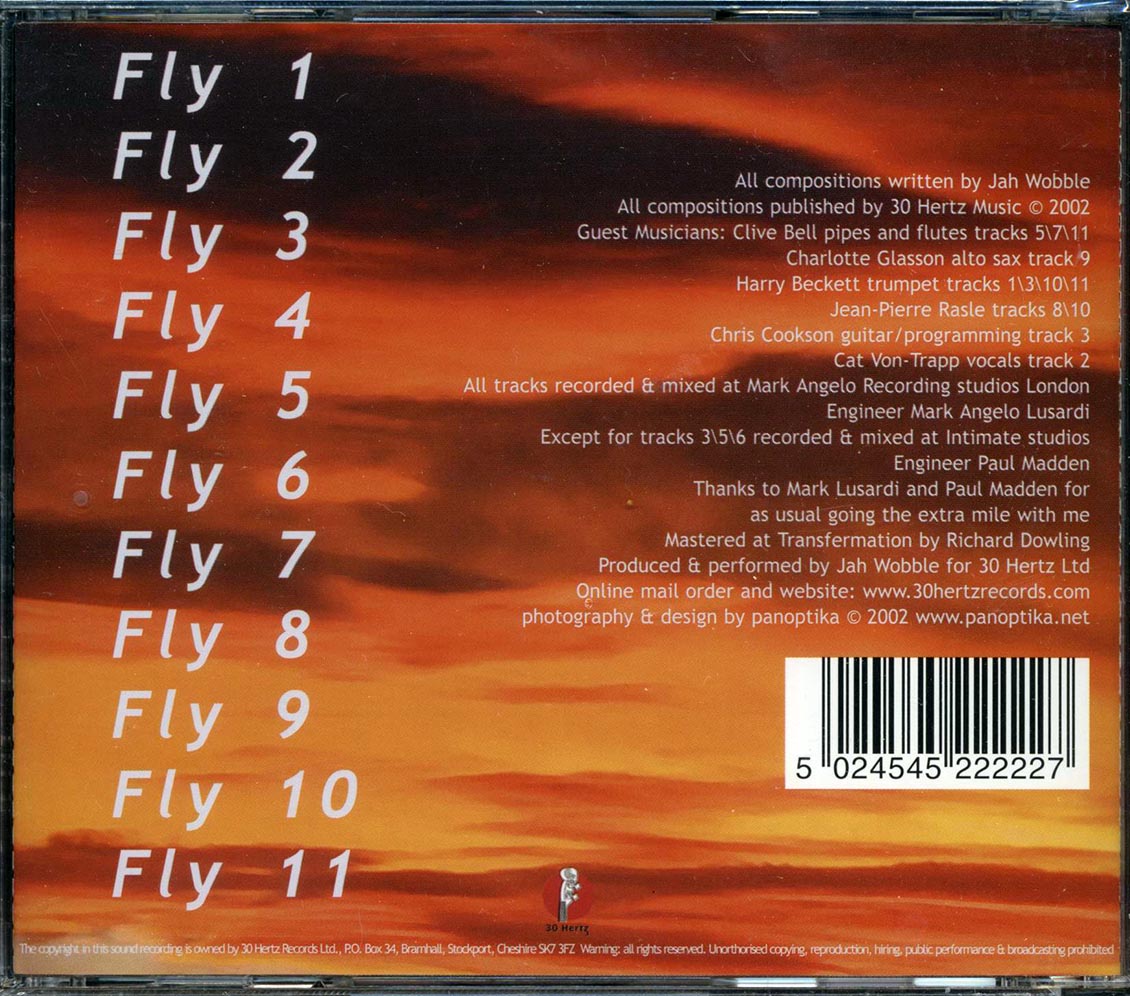 Fly 1
Fly 2
Fly 3
Fly 4
Fly 5
Fly 6
Fly 7
Fly 8
Fly 9
Fly 10
Fly 11
All compositions written by Jah Wobble
All compositions published by 30 Hertz Music © 2002
Guest Musicians: Clive Bell pipes and flutes tracks 5\7\11
Charlotte Glasson alto sax track 9
Harry Beckett trumpet tracks 1\3\10\11
Jean-Pierre Rasle tracks 8\10
Chris Cookson guitar/programming track 3
Cat Von-Trapp vocals track 2
All tracks recorded & mixed at Mark Angelo Recording studios London
Engineer Mark Angelo Lusardi
Except for tracks 3\5\6 recorded & mixed at Intimate studios
Engineer Paul Madden
Thanks to Mark Lusardi and Paul Madden for
as usual going the extra mile with me
Mastered at Transfermation by Richard Dowling
Produced & performed by Jah Wobble for 30 Hertz Ltd
Online mail order and website: www.30hertzrecords.com
photography & design by panoptika © 2002 www.panoptika.net
5 024545 222227
30 Hertz
The copyright in this sound recording is owned by 30 Hertz Records Ltd., P.O. Box 34, Bramhall, Stockport, Cheshire SK7 3FZ Warning: all rights reserved. Unorthorised copying, reproduction, hiring, public performance & broadcasting prohibited